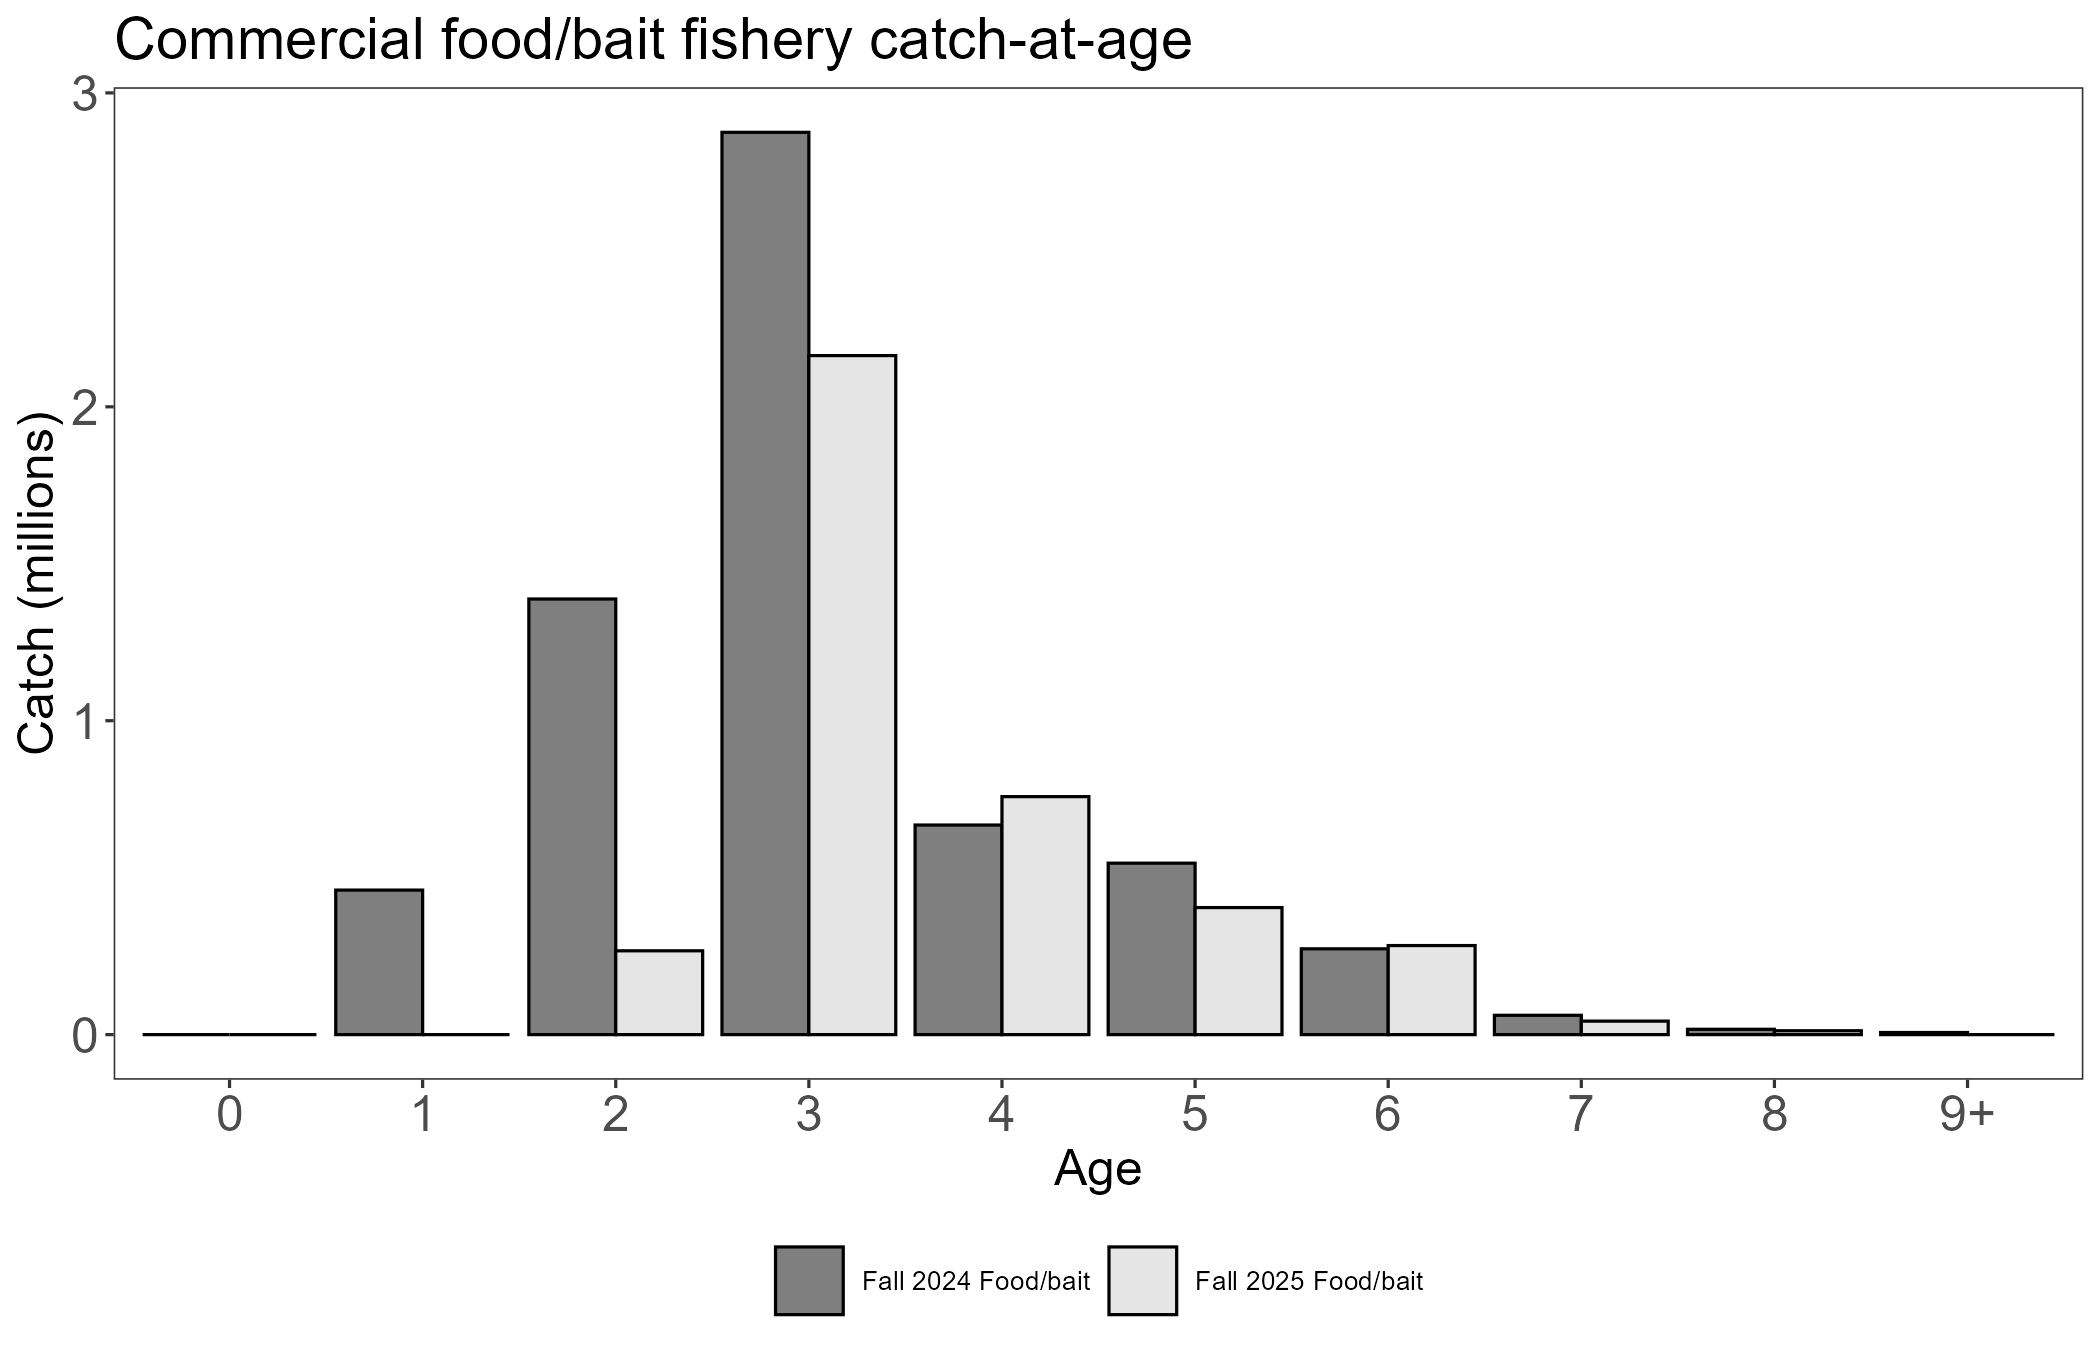 Commercial food/bait fishery catch-at-age
3
2
1
0
Catch (millions)
0 1 2 3 4 5 6 7 8 9+
Age
Fall 2024 Food/bait Fall 2025 Food/bait